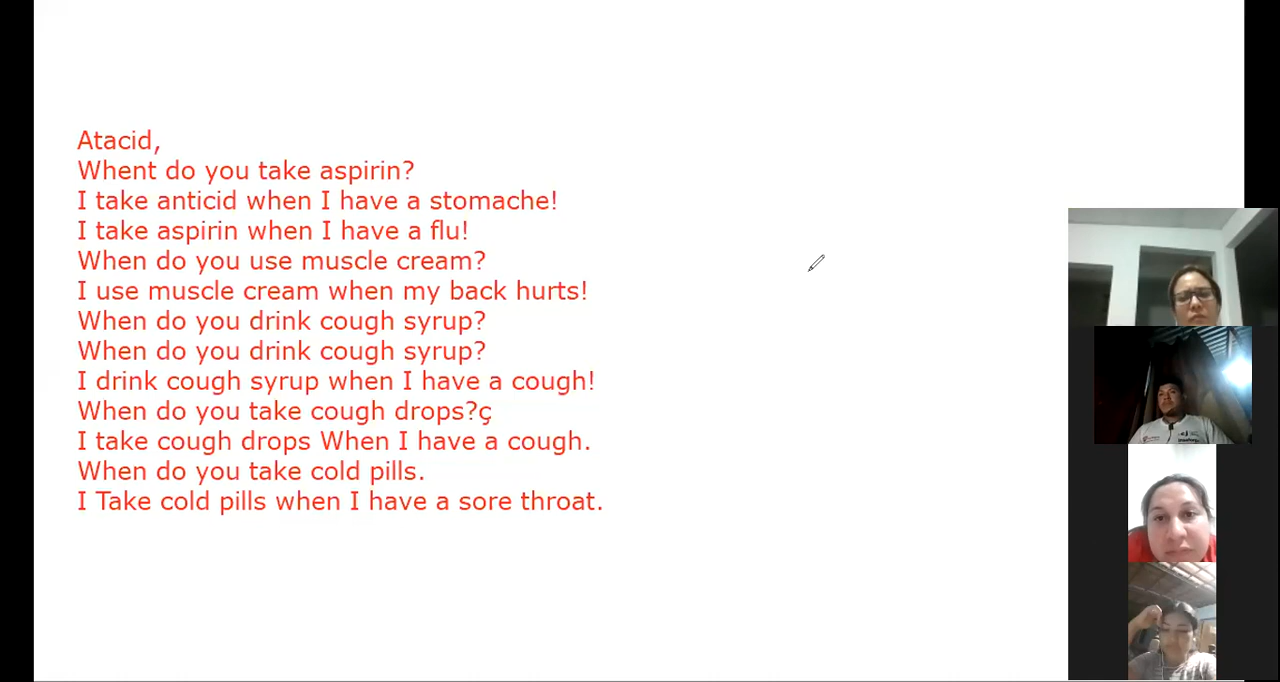 Atacid,
Whent do you take aspirin?
I take anticid when I have a stomache!
I take aspirin when I have a flu!
When do you use muscle cream?
I use muscle cream when my back hurts!
When do you drink cough syrup?
When do you drink cough syrup?
I drink cough syrup when I have a cough!
When do you take cough drops?ç
I take cough drops When I have a cough.
When do you take cold pills.
I Take cold pills when I have a sore throat.